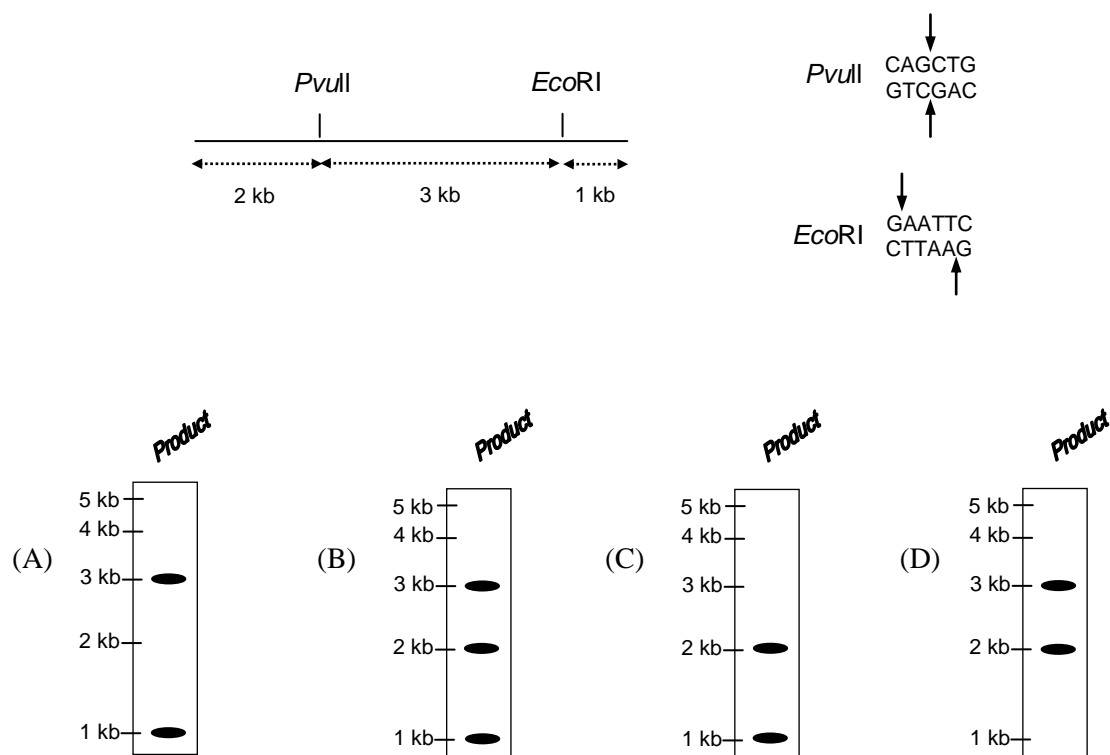 PvuII EcoRI
2 kb 3 kb 1 kb
PvuII CAGCTG
GTCGAC
EcoRI GAATTC
CTTAAG
(A) Product
5 kb
4 kb
3 kb
2 kb
1 kb
(B) Product
5 kb
4 kb
3 kb
2 kb
1 kb
(C) Product
5 kb
4 kb
3 kb
2 kb
1 kb
(D) Product
5 kb
4 kb
3 kb
2 kb
1 kb